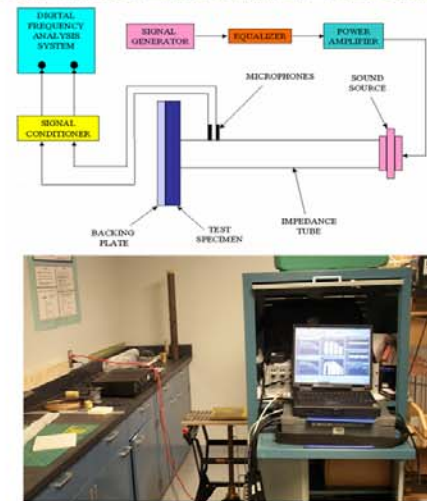 DIGITAL
FREQUENCY
ANALYSIS
SYSTEM
SIGNAL
GENERATOR
EQUALIZER
POWER
AMPLIFIER
MICROPHONES
SOUND
SOURCE
SIGNAL
CONDITIONER
BACKING
PLATE
TEST
SPECIMEN
IMPEDANCE
TUBE